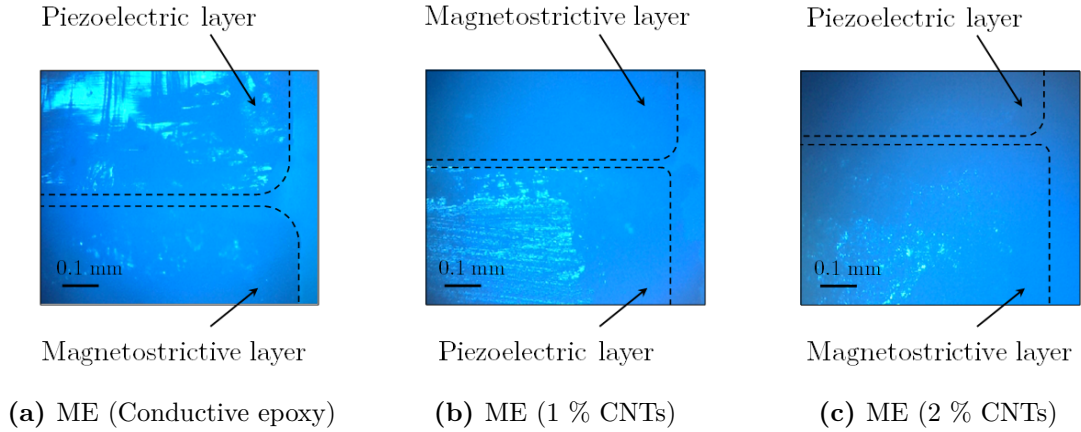 Piezoelectric layer
Magnetostrictive layer
Piezoelectric layer
0.1 mm
0.1 mm
0.1 mm
Magnetostrictive layer
Piezoelectric layer
Magnetostrictive layer
(a) ME (Conductive epoxy)
(b) ME (1 % CNTs)
(c) ME (2 % CNTs)